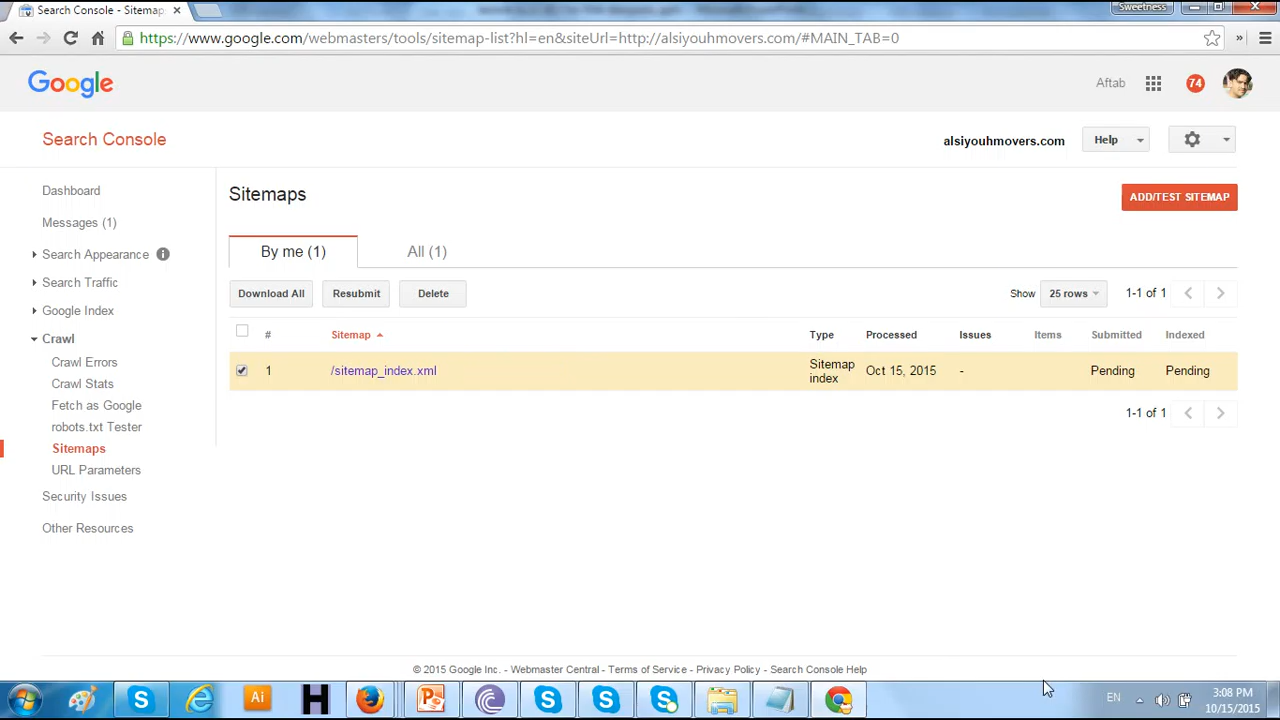 Search Console - Sitemap
Sweetness
https://www.google.com/webmasters/tools/sitemap-list?hl=en&siteUrl=http://alsiyouhmovers.com/#MAIN_TAB=0
Google
Aftab
74
Search Console
alsiyouhmovers.com
Help
Dashboard
Messages (1)
Search Appearance
Search Traffic
Google Index
Crawl
Crawl Errors
Crawl Stats
Fetch as Google
robots.txt Tester
Sitemaps
URL Parameters
Security Issues
Other Resources
Sitemaps
ADD/TEST SITEMAP
By me (1) All (1)
Download All Resubmit Delete Show 25 rows 1-1 of 1
# Sitemap Type Processed Issues Items Submitted Indexed
1 /sitemap_index.xml Sitemap index Oct 15, 2015 - Pending Pending
1-1 of 1
© 2015 Google Inc. - Webmaster Central - Terms of Service - Privacy Policy - Search Console Help
Ai
EN
3:08 PM
10/15/2015